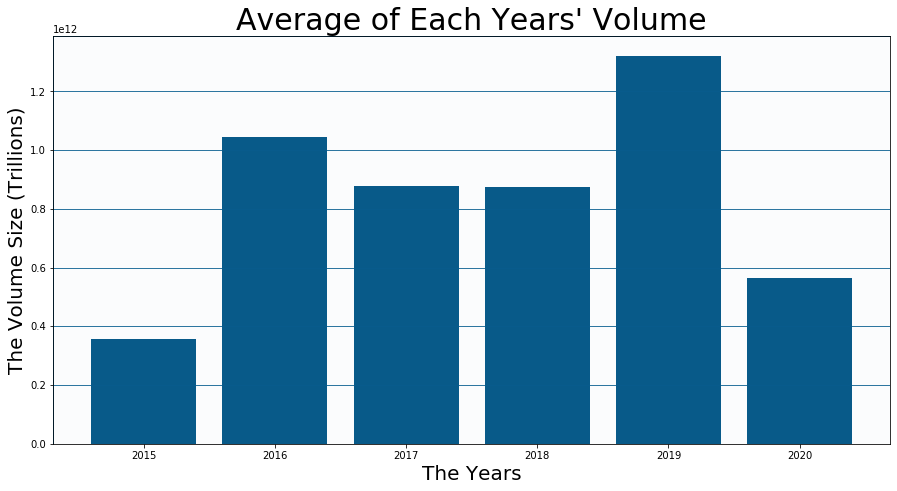 Average of Each Years' Volume
1e12
The Volume Size (Trillions)
1.2
1.0
0.8
0.6
0.4
0.2
0.0
2015 2016 2017 2018 2019 2020
The Years